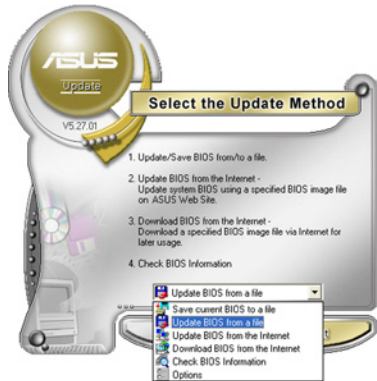 ASUS
Update
V5.27.01
Select the Update Method
1. Update/Save BIOS from/to a file.
2. Update BIOS from the Internet -
Update system BIOS using a specified BIOS image file
on ASUS Web Site.
3. Download BIOS from the Internet -
Download a specified BIOS image file via Internet for
later usage.
4. Check BIOS Information
Update BIOS from a file
Save current BIOS to a file
Update BIOS from a file
Update BIOS from the Internet
Download BIOS from the Internet
Check BIOS Information
Options